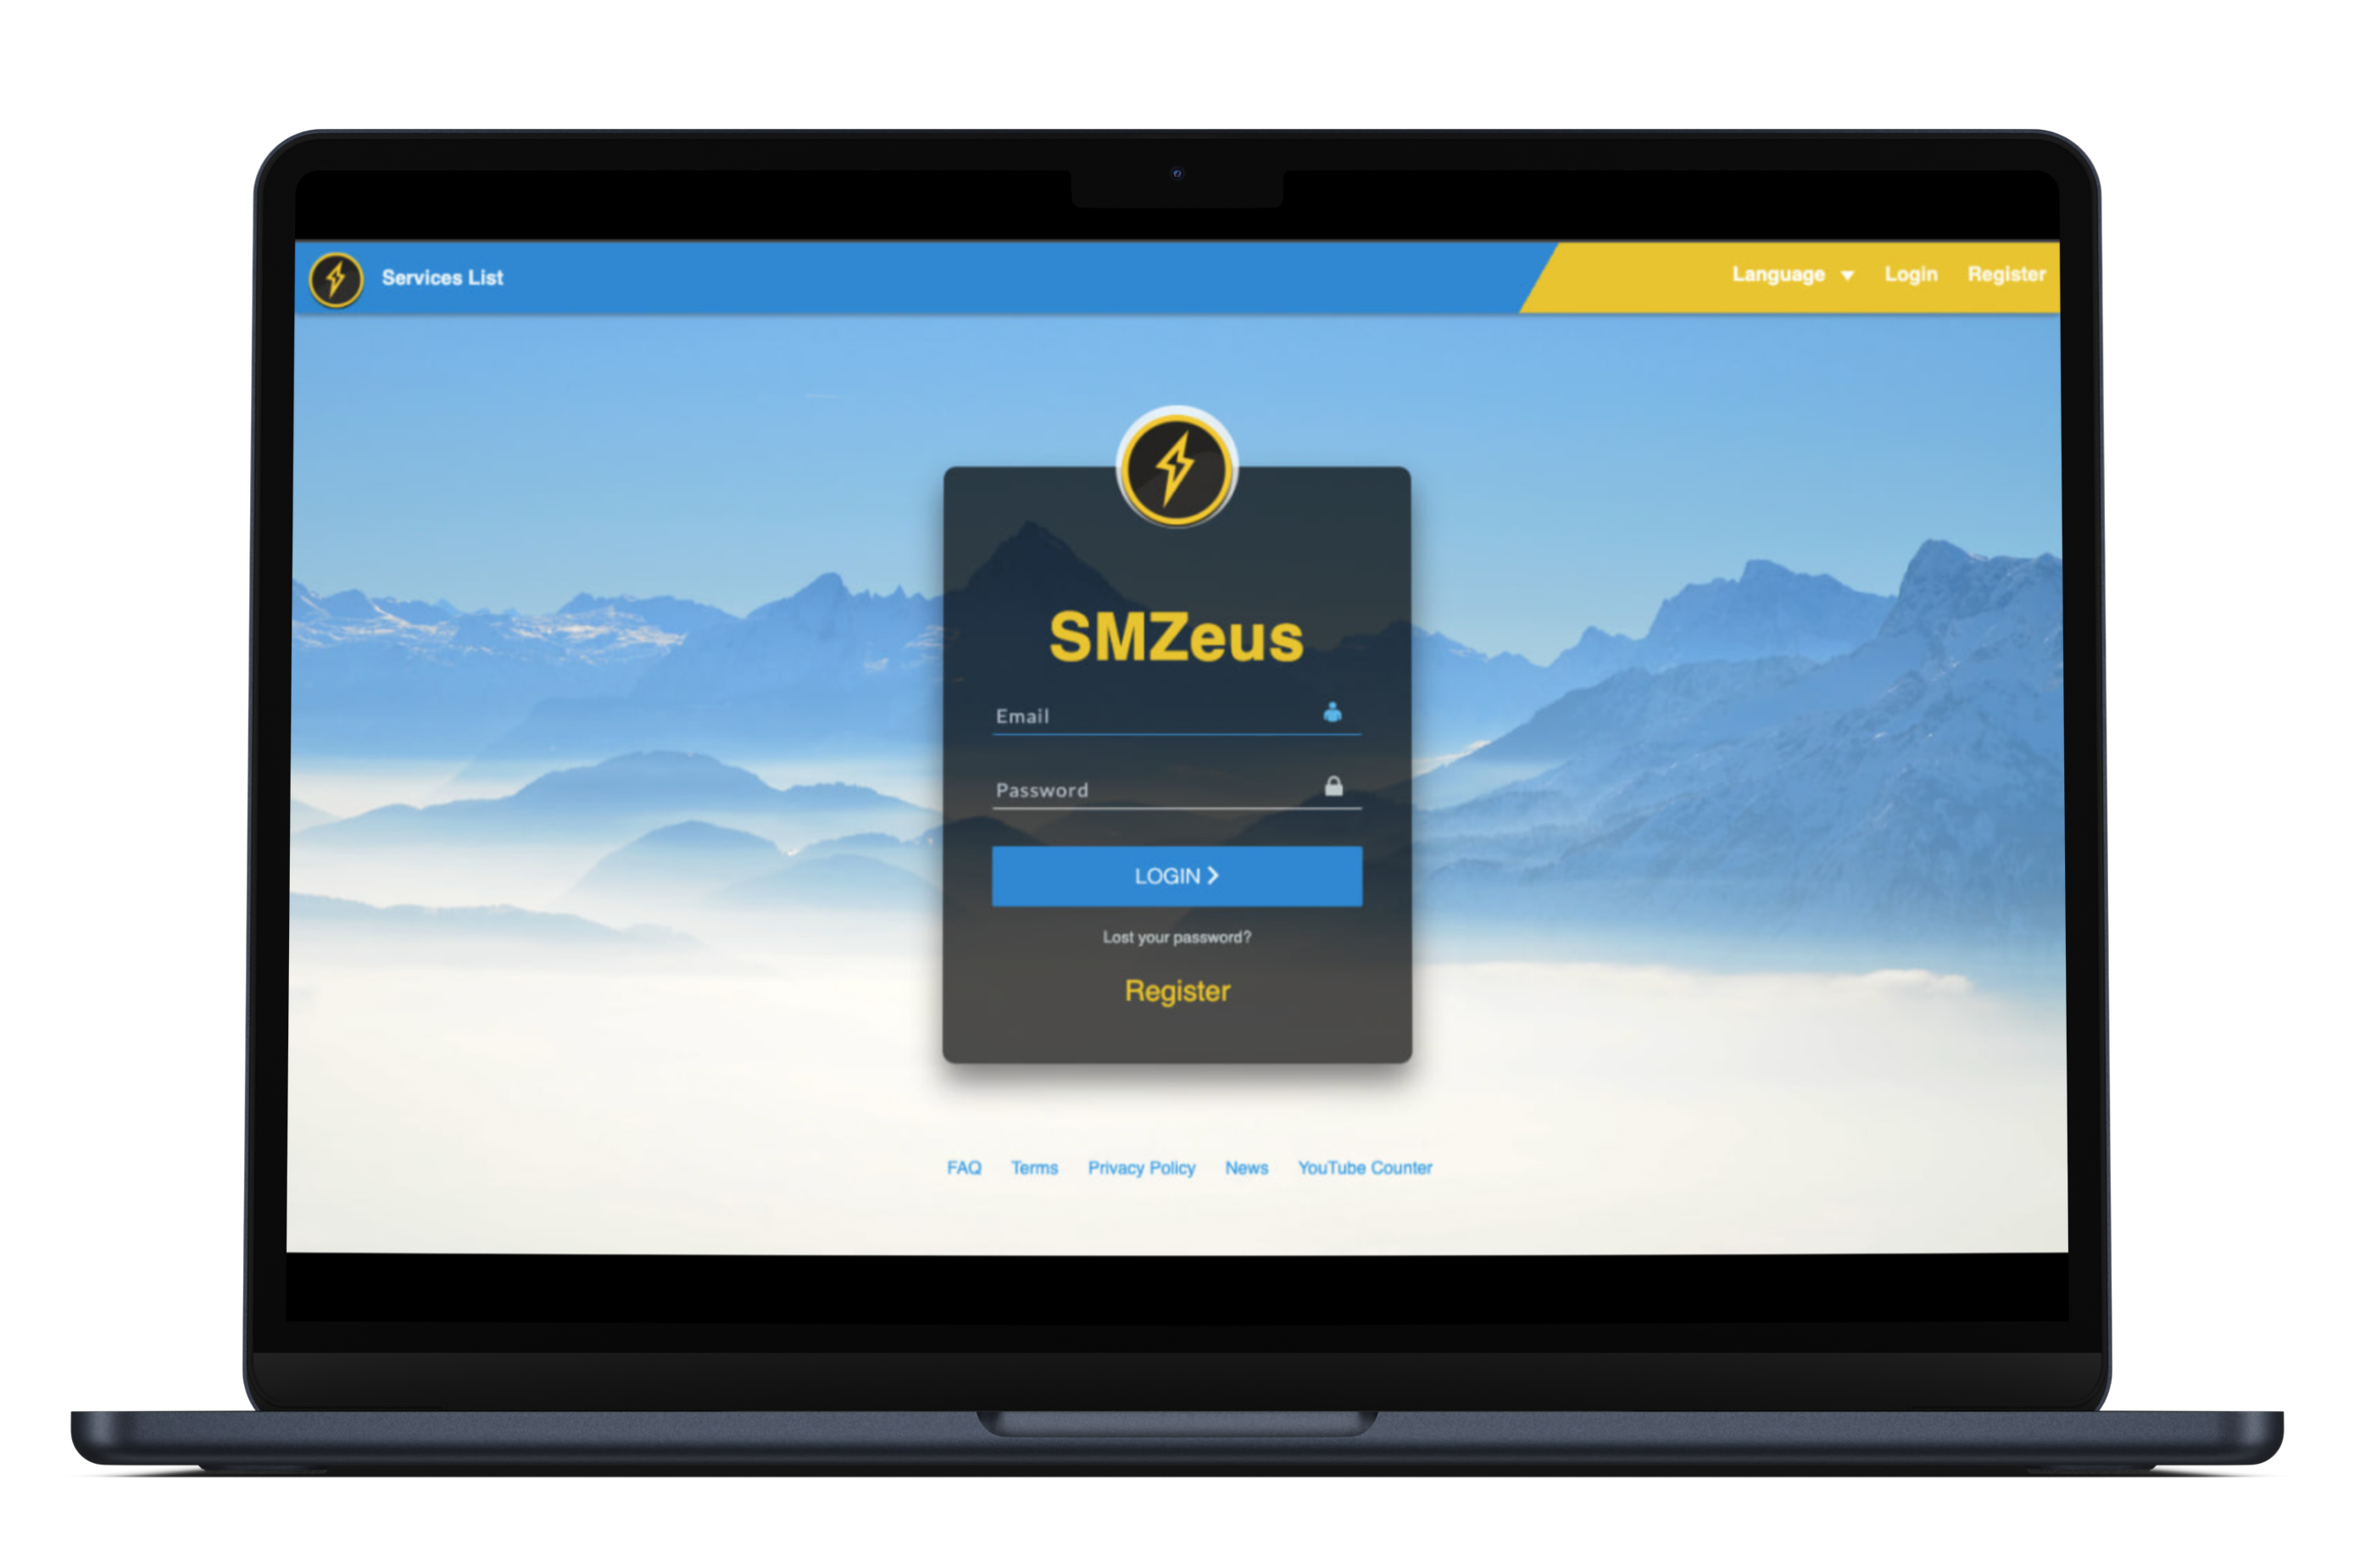 Services List
Language Login Register
SMZeus
Email
Password
LOGIN
Lost your password?
Register
FAQ Terms Privacy Policy News YouTube Counter